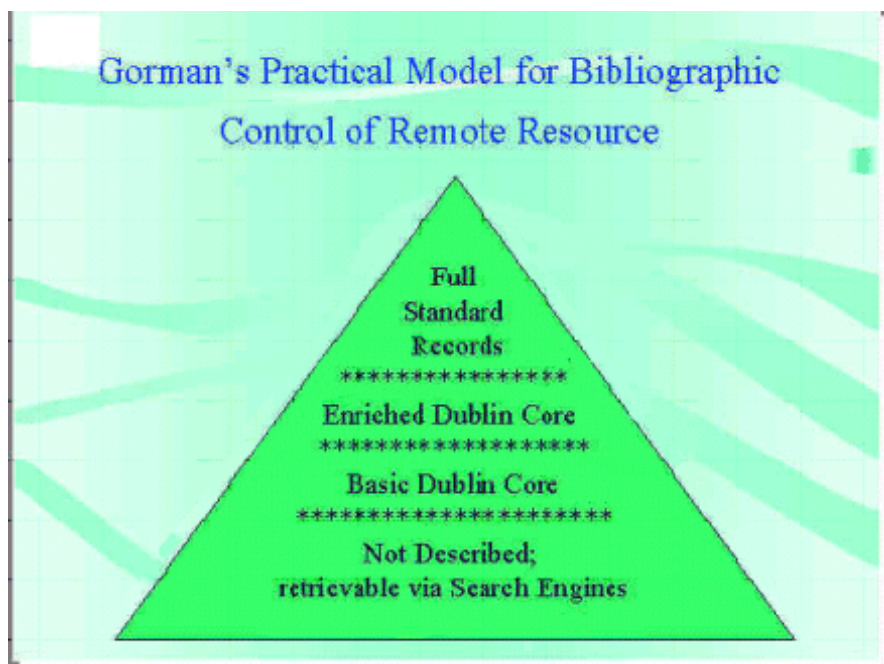 Gorman's Practical Model for Bibliographic
Control of Remote Resource
Full
Standard
Records
****************
Enriched Dublin Core
*******************
Basic Dublin Core
**********************
Not Described;
retrievable via Search Engines